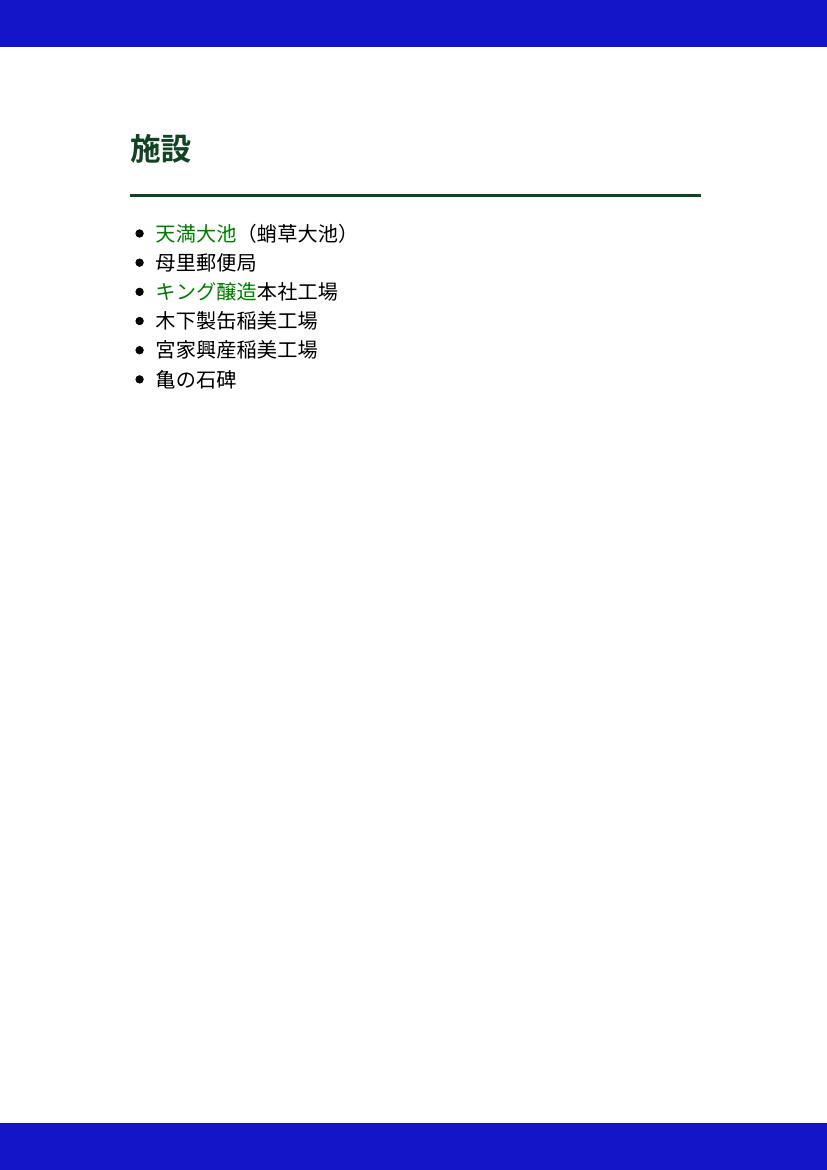 施設
天満大池（蛸草大池）
母里郵便局
キング醸造本社工場
木下製缶稲美工場
宮家興産稲美工場
亀の石碑